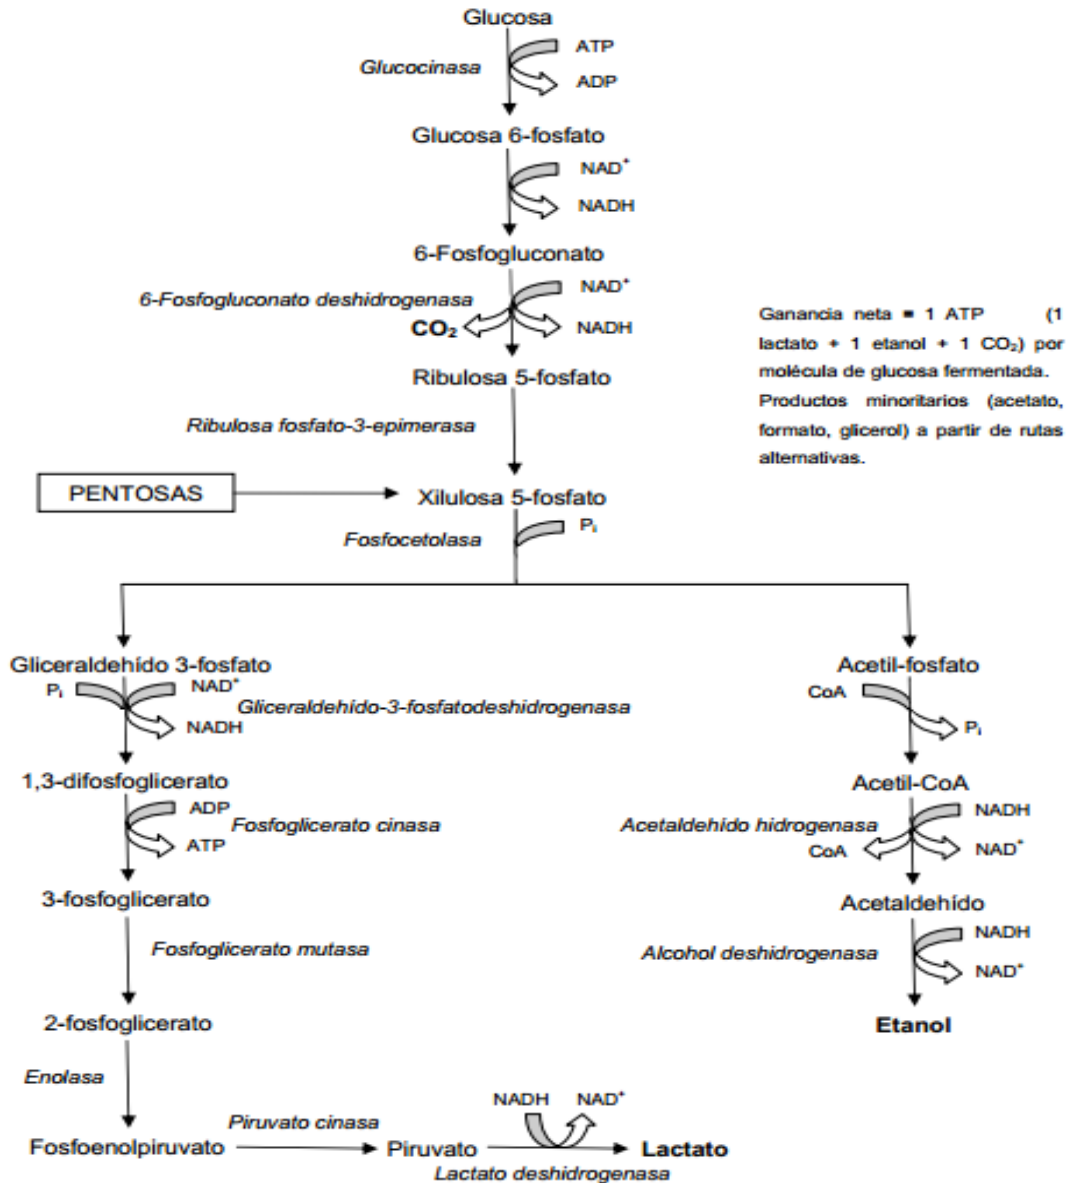 Glucosa
ATP
Glucocinasa
ADP
Glucosa 6-fosfato
NAD⁺
NADH
6-Fosfogluconato
6-Fosfogluconato deshidrogenasa
NAD⁺
CO₂
NADH
Ribulosa 5-fosfato
Ganancia neta = 1 ATP (1
lactato + 1 etanol + 1 CO₂) por
molécula de glucosa fermentada.
Productos minoritarios (acetato,
formato, glicerol) a partir de rutas
alternativas.
Ribulosa fosfato-3-epimerasa
PENTOSAS
Xilulosa 5-fosfato
Fosfocetolasa
Pᵢ
Gliceraldehído 3-fosfato
Pᵢ
NAD⁺
Gliceraldehido-3-fosfatodeshidrogenasa
NADH
1,3-difosfoglicerato
ADP
Fosfoglicerato cinasa
ATP
3-fosfoglicerato
Fosfoglicerato mutasa
2-fosfoglicerato
Enolasa
Fosfoenolpiruvato
Piruvato cinasa
Piruvato
NADH
NAD⁺
Lactato deshidrogenasa
Lactato
Acetil-fosfato
CoA
Pᵢ
Acetil-CoA
Acetaldehído hidrogenasa
NADH
CoA
NAD⁺
Acetaldehído
Alcohol deshidrogenasa
NADH
NAD⁺
Etanol